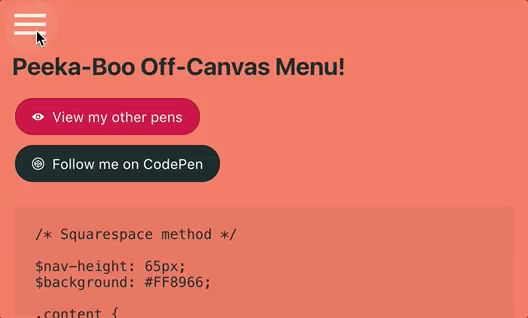 Peeka-Boo Off-Canvas Menu!
View my other pens
Follow me on CodePen
/* Squarespace method */
$nav-height: 65px;
$background: #FF8966;
.content {